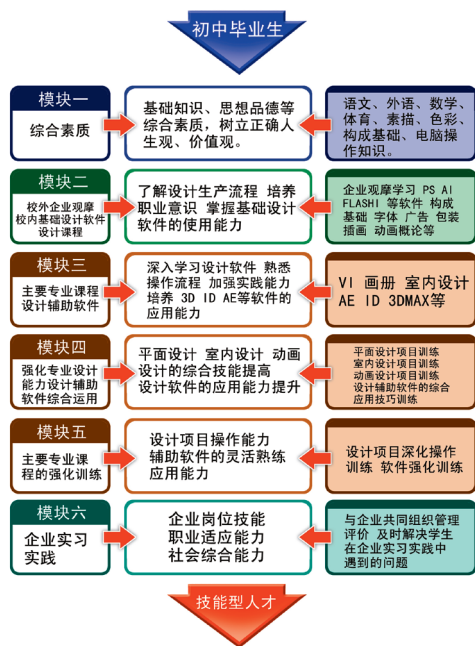 初中毕业生
模块一
综合素质
基础知识、思想品德等
综合素质，树立正确人
生观、价值观。
语文、外语、数学、
体育、素描、色彩、
构成基础、电脑操
作知识。
模块二
校外企业观摩
校内基础设计软件
设计课程
了解设计生产流程 培养
职业意识 掌握基础设计
软件的使用能力
企业观摩学习 PS AI
FLASHI 等软件 构成
基础 字体 广告 包装
插画 动画概论等
模块三
主要专业课程
设计辅助软件
深入学习设计软件 熟悉
操作流程 加强实践能力
培养 3D ID AE等软件的
应用能力
VI 画册 室内设计
AE ID 3DMAX等
模块四
强化专业设计
能力设计辅助
软件综合运用
平面设计 室内设计 动画
设计的综合技能提高
设计软件的应用能力提升
平面设计项目训练
室内设计项目训练
动画设计项目训练
设计辅助软件的综合
应用技巧训练
模块五
主要专业课
程的强化训练
设计项目操作能力
辅助软件的灵活熟练
应用能力
设计项目深化操作
训练 软件强化训练
模块六
企业实习
实践
企业岗位技能
职业适应能力
社会综合能力
与企业共同组织管理
评价 及时解决学生
在企业实习实践中
遇到的问题
技能型人才